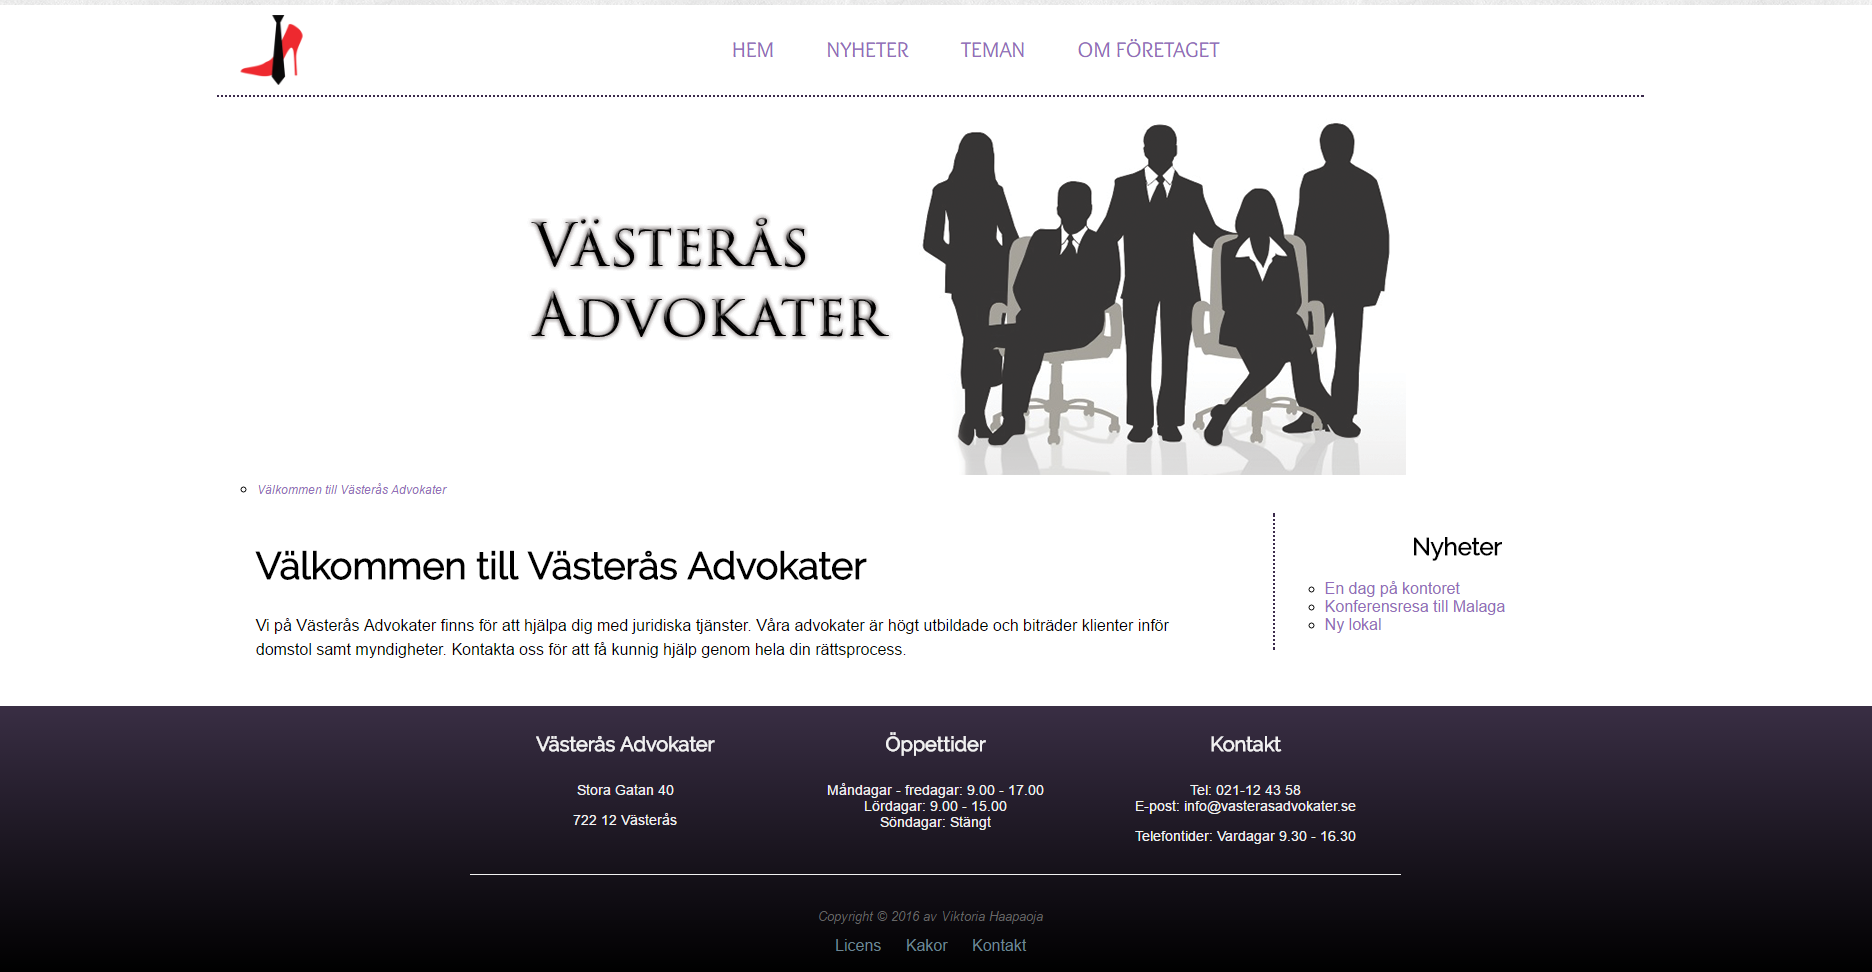 HEM NYHETER TEMAN OM FÖRETAGET
VÄSTERÅS
ADVOKATER
Välkommen till Västerås Advokater
Välkommen till Västerås Advokater
Vi på Västerås Advokater finns för att hjälpa dig med juridiska tjänster. Våra advokater är högt utbildade och biträder klienter inför
domstol samt myndigheter. Kontakta oss för att få kunnig hjälp genom hela din rättsprocess.
Nyheter
En dag på kontoret
Konferensresa till Malaga
Ny lokal
Västerås Advokater
Stora Gatan 40
722 12 Västerås
Öppettider
Måndagar - fredagar: 9.00 - 17.00
Lördagar: 9.00 - 15.00
Söndagar: Stängt
Kontakt
Tel: 021-12 43 58
E-post: info@vasterasadvokater.se
Telefontider: Vardagar 9.30 - 16.30
Copyright © 2016 av Viktoria Haapaoja
Licens Kakor Kontakt